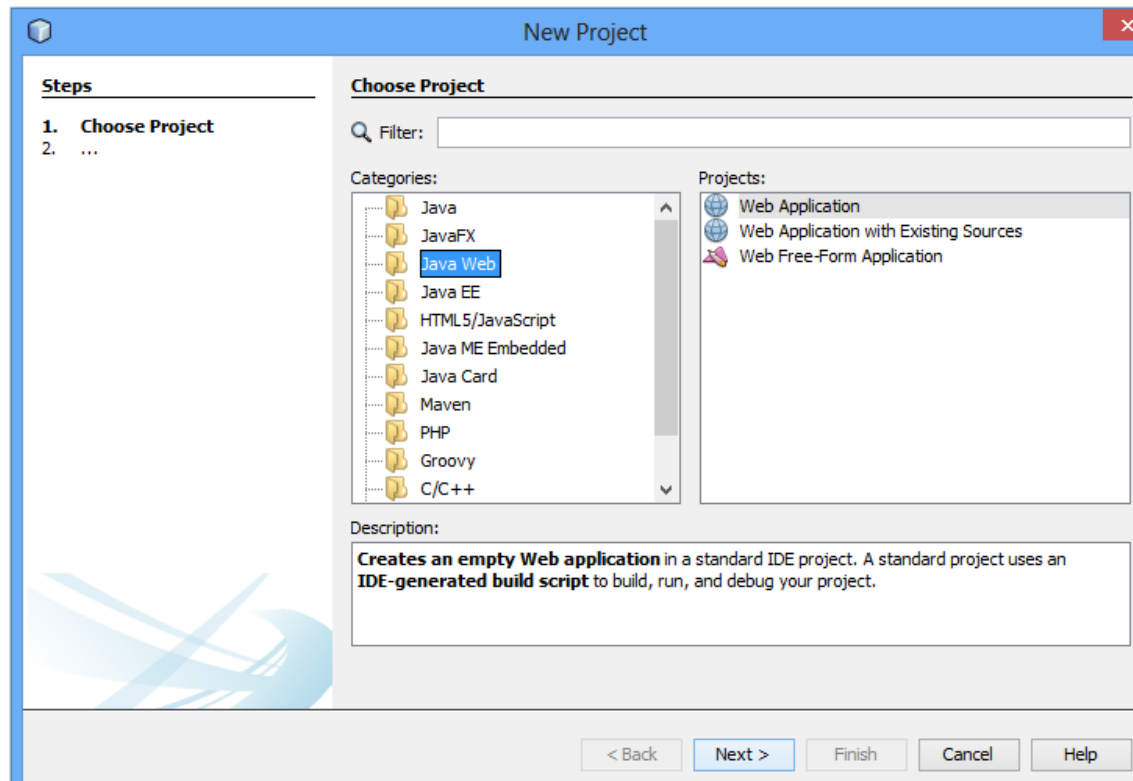 New Project
Steps
1. Choose Project
2. ...
Choose Project
Filter:
Categories:
Java
JavaFX
Java Web
Java EE
HTML5/JavaScript
Java ME Embedded
Java Card
Maven
PHP
Groovy
C/C++
Projects:
Web Application
Web Application with Existing Sources
Web Free-Form Application
Description:
Creates an empty Web application in a standard IDE project. A standard project uses an
IDE-generated build script to build, run, and debug your project.
< Back Next > Finish Cancel Help